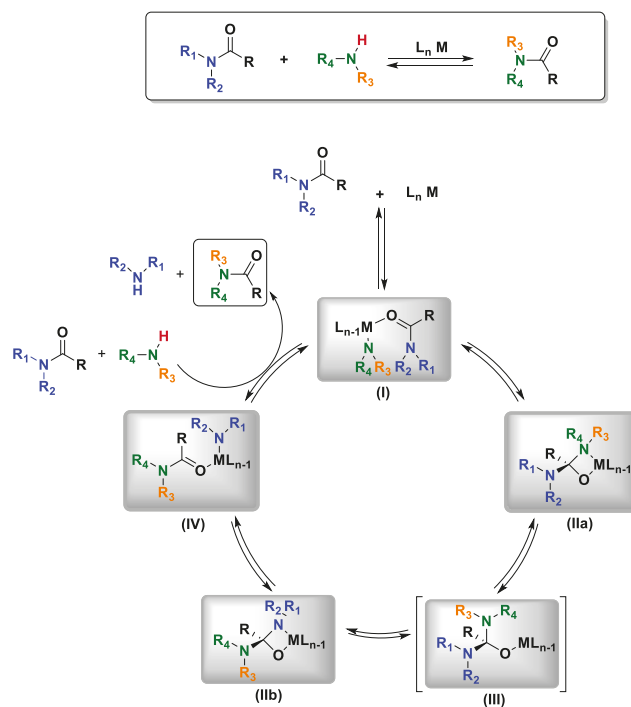 O
R₁
N
R
R₂
+
H
R₄
N
R₃
Lₙ M
R₃
O
N
R₄
R
O
R₁
N
R
R₂
+
Lₙ M
R₂
R₁
N
H
+
R₃
O
N
R₄
R
O
R₁
N
R
R₂
+
H
R₄
N
R₃
R
Lₙ₋₁M
O
N
N
R₄
R₃
R₂
R₁
(I)
R₂
R₁
N
R
R₄
N
O
MLₙ₋₁
R₃
(IV)
R₄
R₃
N
R
MLₙ₋₁
R₁
N
O
R₂
(IIa)
R₂
R₁
N
R
MLₙ₋₁
R₄
N
O
R₃
(IIb)
R₃
R₄
N
R
MLₙ₋₁
R₁
N
O
R₂
(III)